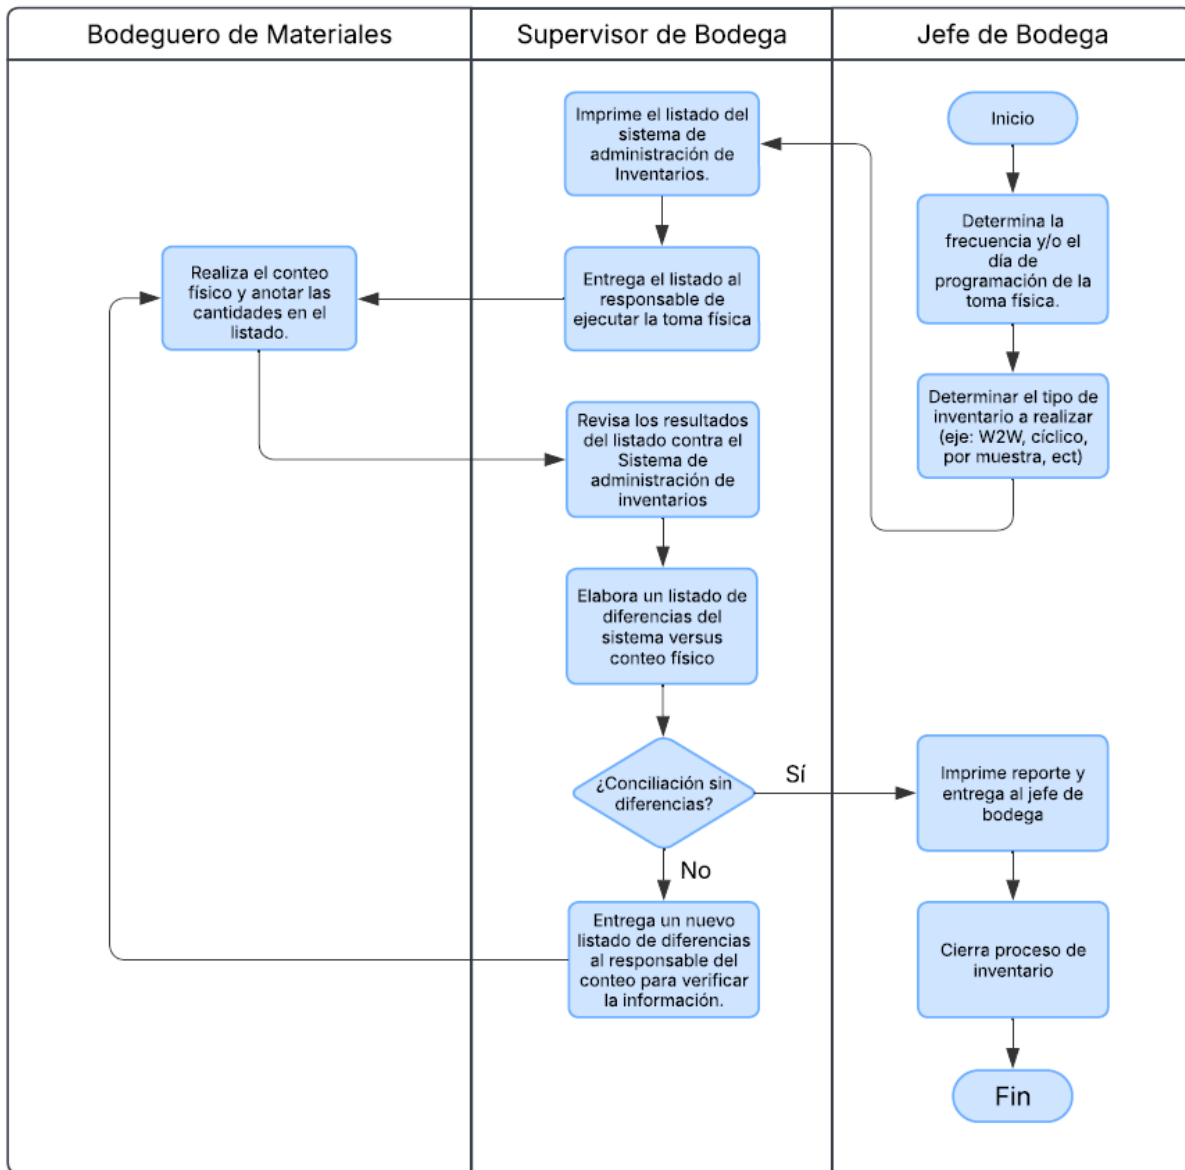 Bodeguero de Materiales
Supervisor de Bodega
Jefe de Bodega
Inicio
Determina la
frecuencia y/o el
día de
programación de la
toma física.
Determinar el tipo de
inventario a realizar
(eje: W2W, cíclico,
por muestra, ect)
Imprime el listado del
sistema de
administración de
Inventarios.
Entrega el listado al
responsable de
ejecutar la toma física
Realiza el conteo
físico y anotar las
cantidades en el
listado.
Revisa los resultados
del listado contra el
Sistema de
administración de
inventarios
Elabora un listado de
diferencias del
sistema versus
conteo físico
¿Conciliación sin
diferencias?
Sí
No
Entrega un nuevo
listado de diferencias
al responsable del
conteo para verificar
la información.
Imprime reporte y
entrega al jefe de
bodega
Cierra proceso de
inventario
Fin